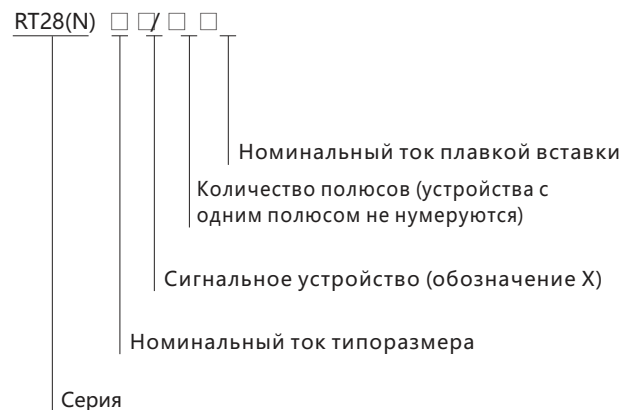 RT28(N) □ □/□ □
Номинальный ток плавкой вставки
Количество полюсов (устройства с
одним полюсом не нумеруются)
Сигнальное устройство (обозначение X)
Номинальный ток типоразмера
Серия